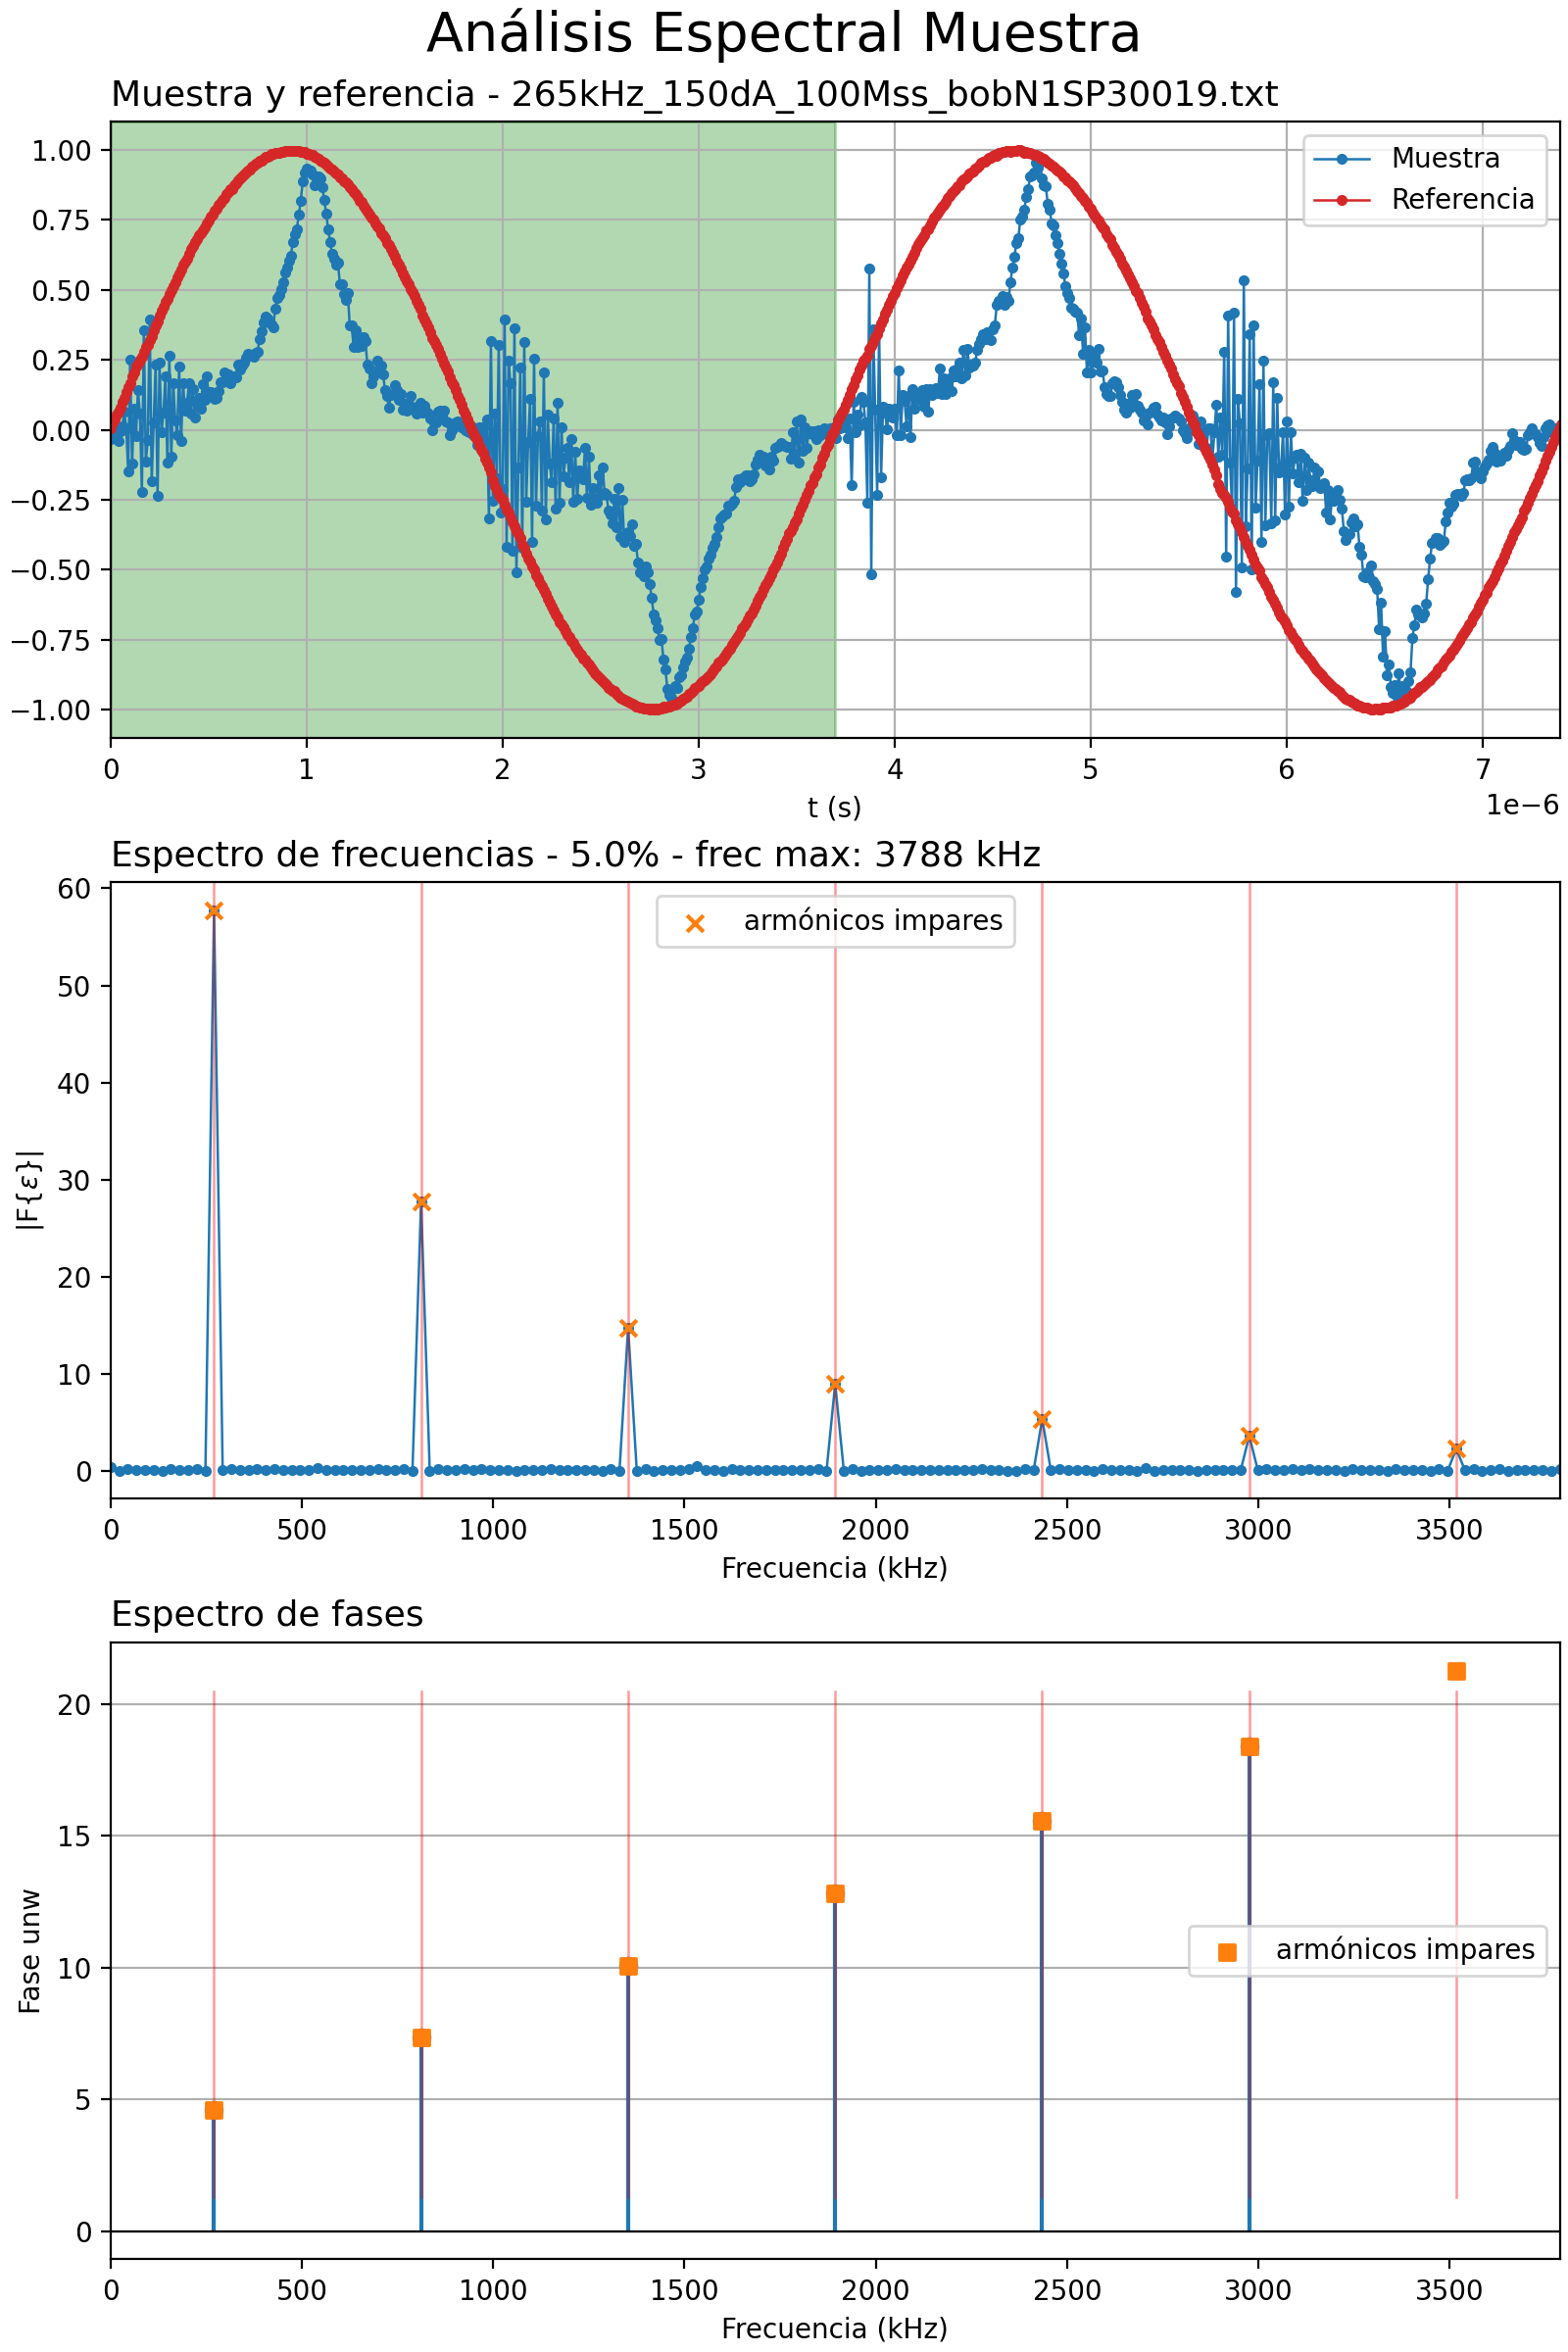 Análisis Espectral Muestra
Muestra y referencia - 265kHz_150dA_100Mss_bobN1SP30019.txt
1.00
0.75
0.50
0.25
0.00
−0.25
−0.50
−0.75
−1.00
Muestra
Referencia
0 1 2 3 4 5 6 7
t (s)
1e−6
Espectro de frecuencias - 5.0% - frec max: 3788 kHz
60
50
40
30
20
10
0
|F{ε}|
armónicos impares
0 500 1000 1500 2000 2500 3000 3500
Frecuencia (kHz)
Espectro de fases
20
15
10
5
0
Fase unw
armónicos impares
0 500 1000 1500 2000 2500 3000 3500
Frecuencia (kHz)